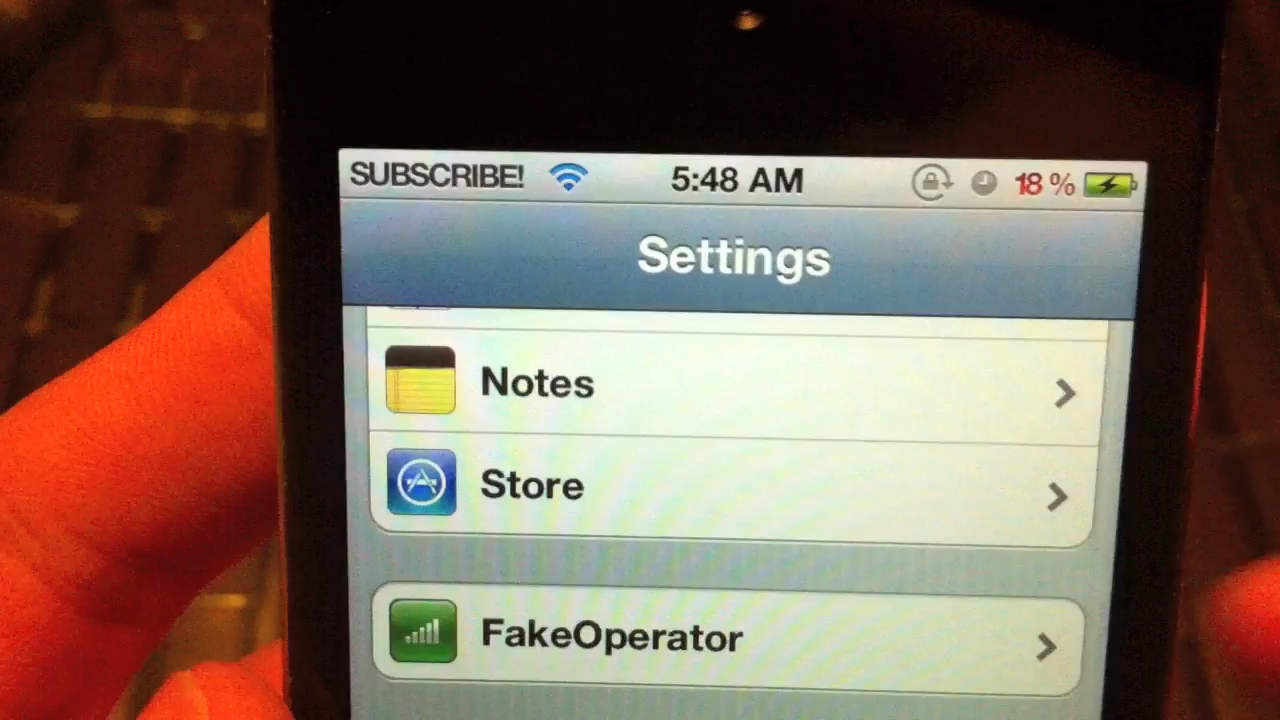 SUBSCRIBE! 5:48 AM 18 %
Settings
Notes
Store
FakeOperator